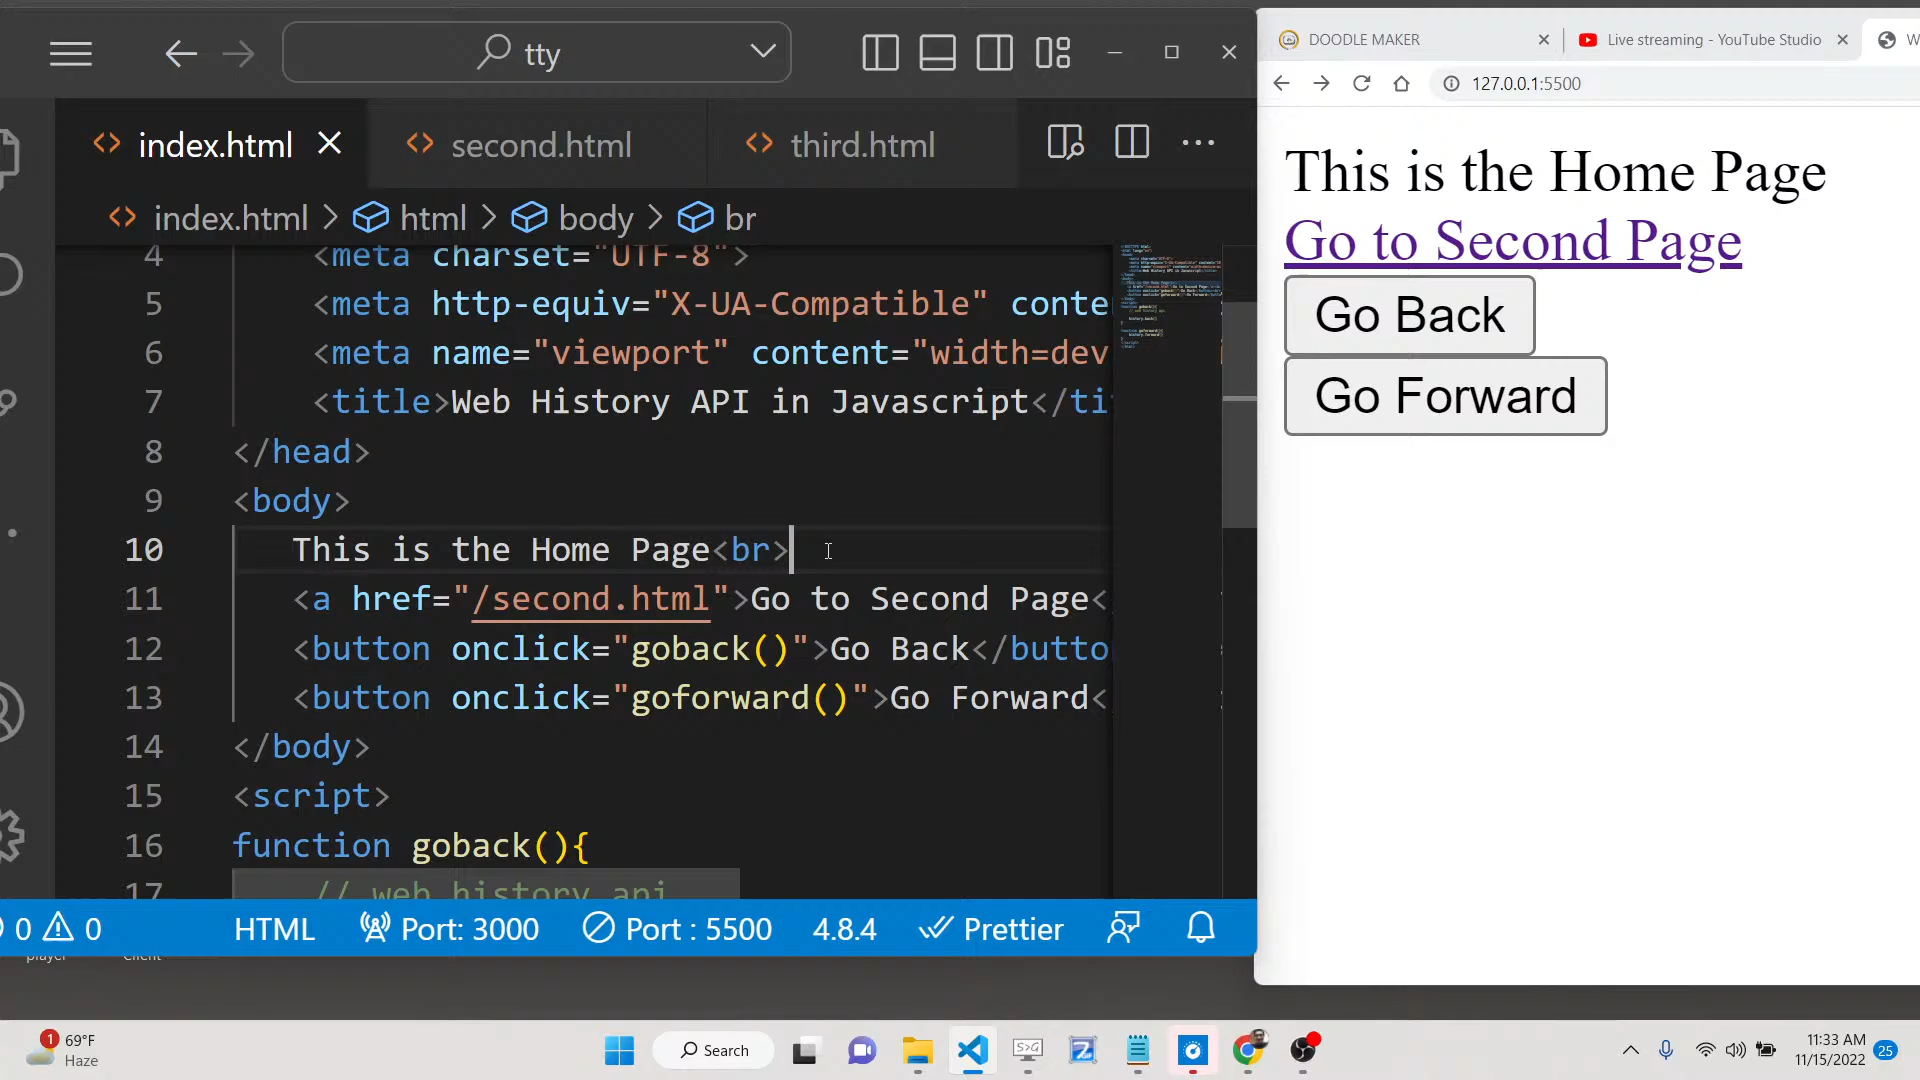 tty
index.html
second.html
third.html
index.html > html > body > br
4 <meta charset="UTF-8">
5 <meta http-equiv="X-UA-Compatible" conte
6 <meta name="viewport" content="width=dev
7 <title>Web History API in Javascript</ti
8 </head>
9 <body>
10 This is the Home Page<br>
11 <a href="/second.html">Go to Second Page<
12 <button onclick="goback()">Go Back</butto
13 <button onclick="goforward()">Go Forward<
14 </body>
15 <script>
16 function goback(){
17 // web history api
0 0 HTML Port: 3000 Port : 5500 4.8.4 Prettier
player Client
DOODLE MAKER
Live streaming - YouTube Studio
W
127.0.0.1:5500
This is the Home Page
Go to Second Page
Go Back
Go Forward
1
69°F
Haze
Search
S>G
11:33 AM
11/15/2022
25